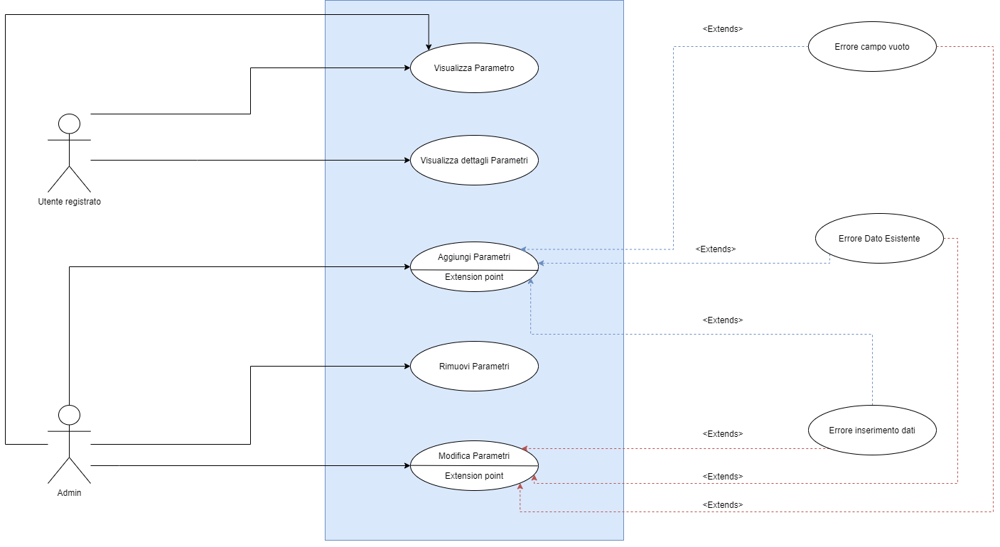 <Extends>
Errore campo vuoto
Visualizza Parametro
Visualizza dettagli Parametri
Utente registrato
Errore Dato Esistente
<Extends>
Aggiungi Parametri
Extension point
<Extends>
Rimuovi Parametri
Errore inserimento dati
<Extends>
Modifica Parametri
Extension point
<Extends>
Admin
<Extends>